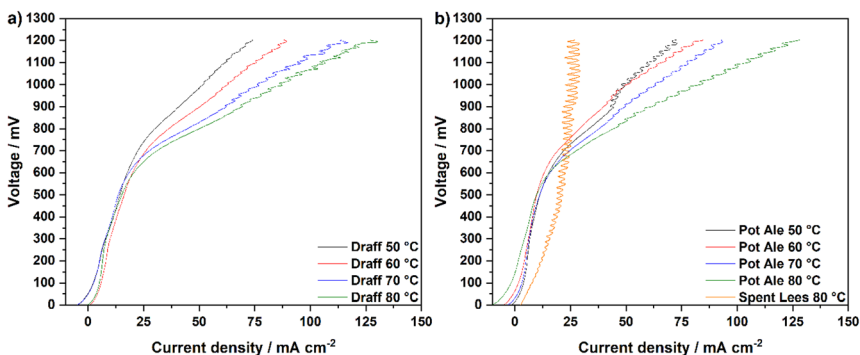 a)
1300
1200
1100
1000
900
800
700
600
500
400
300
200
100
0
Voltage / mV
Draff 50 °C
Draff 60 °C
Draff 70 °C
Draff 80 °C
0 25 50 75 100 125 150
Current density / mA cm⁻²
b)
1300
1200
1100
1000
900
800
700
600
500
400
300
200
100
0
Voltage / mV
Pot Ale 50 °C
Pot Ale 60 °C
Pot Ale 70 °C
Pot Ale 80 °C
Spent Lees 80 °C
0 25 50 75 100 125 150
Current density / mA cm⁻²